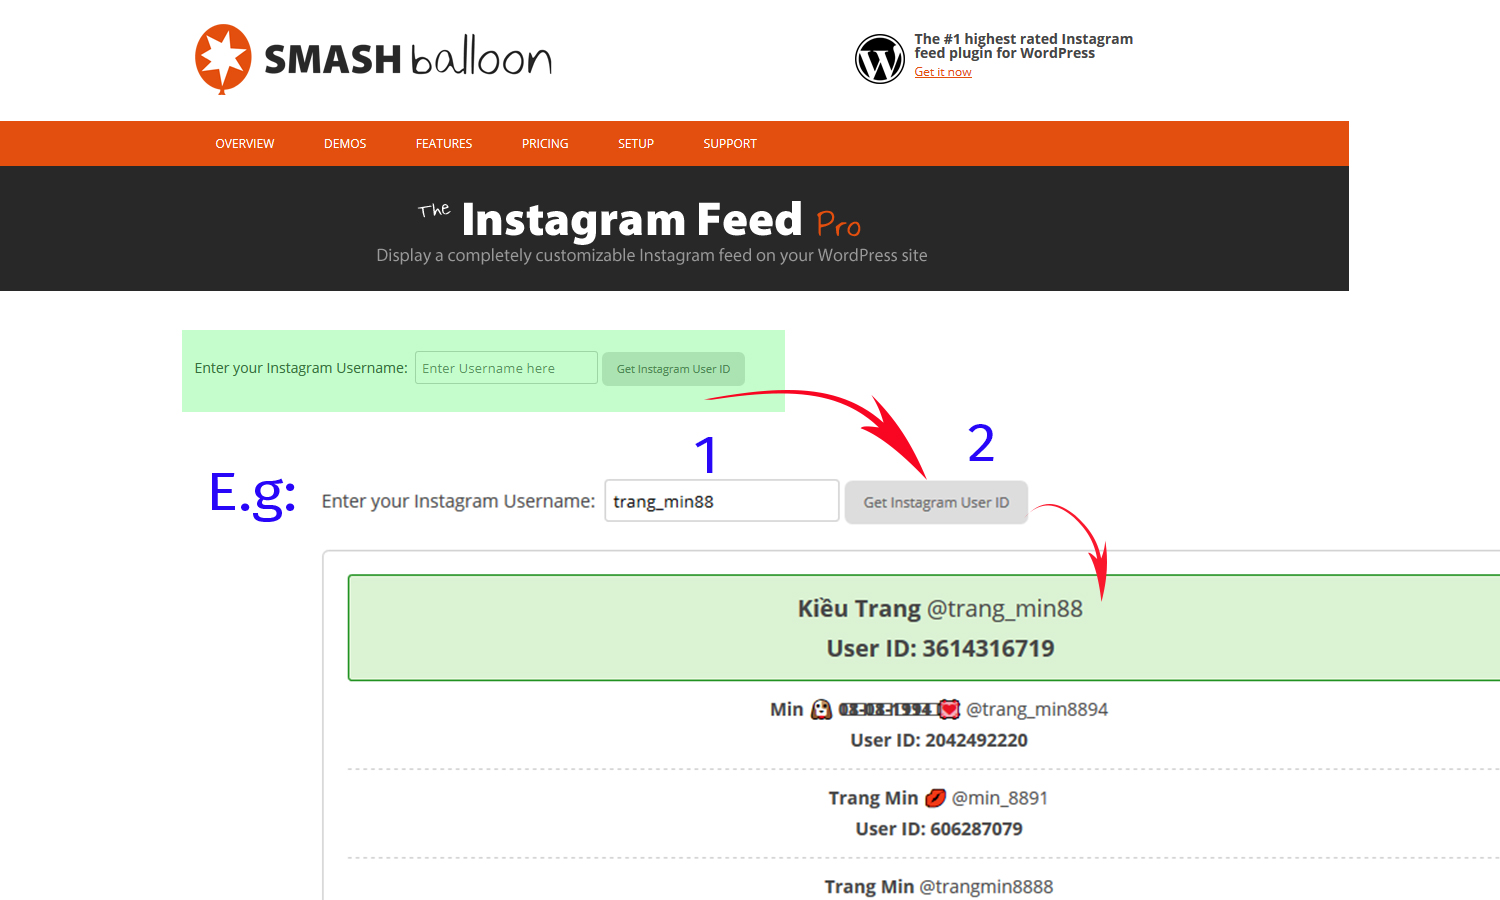 SMASH balloon
The #1 highest rated Instagram
feed plugin for WordPress
Get it now
OVERVIEW DEMOS FEATURES PRICING SETUP SUPPORT
The Instagram Feed Pro
Display a completely customizable Instagram feed on your WordPress site
Enter your Instagram Username: Enter Username here Get Instagram User ID
1 2
E.g: Enter your Instagram Username: trang_min88 Get Instagram User ID
Kiều Trang @trang_min88
User ID: 3614316719
Min @trang_min8894
User ID: 2042492220
Trang Min 💋 @min_8891
User ID: 606287079
Trang Min @trangmin8888